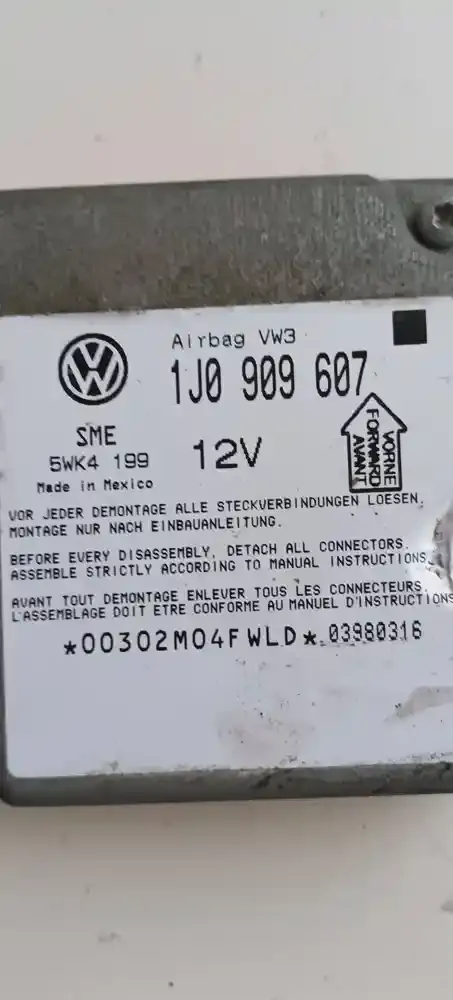 Airbag VW3
1J0 909 607
SME
5WK4 199
12V
Made in Mexico
VORNE
FORWARD
AVANT
VOR JEDER DEMONTAGE ALLE STECKVERBINDUNGEN LOESEN,
MONTAGE NUR NACH EINBAUANLEITUNG.
BEFORE EVERY DISASSEMBLY, DETACH ALL CONNECTORS.
ASSEMBLE STRICTLY ACCORDING TO MANUAL INSTRUCTIONS.
AVANT TOUT DEMONTAGE ENLEVER TOUS LES CONNECTEURS.
L'ASSEMBLAGE DOIT ETRE CONFORME AU MANUEL D'INSTRUCTIONS
*00302M04FWLD* 03980316